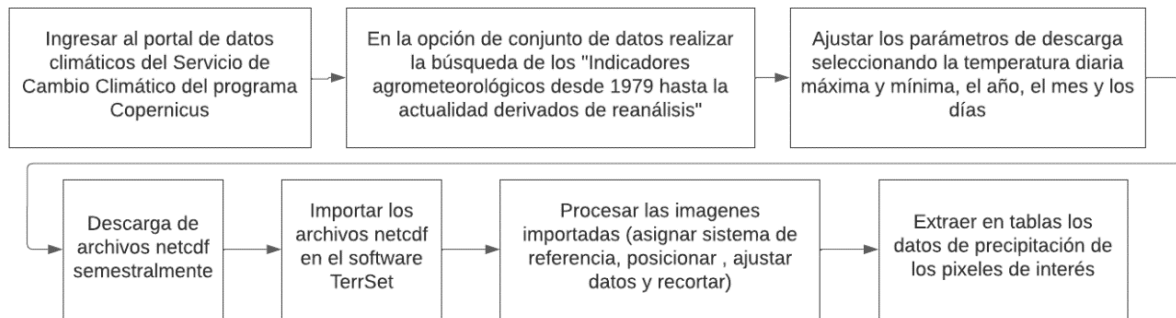 Ingresar al portal de datos
climáticos del Servicio de
Cambio Climático del programa
Copernicus
En la opción de conjunto de datos realizar
la búsqueda de los "Indicadores
agrometeorológicos desde 1979 hasta la
actualidad derivados de reanálisis"
Ajustar los parámetros de descarga
seleccionando la temperatura diaria
máxima y mínima, el año, el mes y los
días
Descarga de
archivos netcdf
semestralmente
Importar los
archivos netcdf
en el software
TerrSet
Procesar las imagenes
importadas (asignar sistema de
referencia, posicionar , ajustar
datos y recortar)
Extraer en tablas los
datos de precipitación de
los pixeles de interés